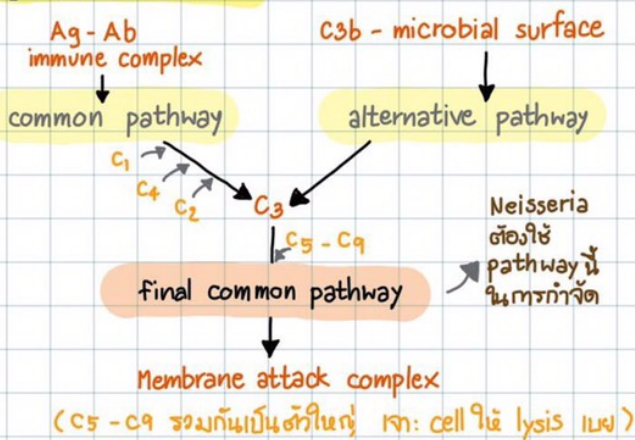 Ag - Ab
immune complex
C3b - microbial surface
common pathway
alternative pathway
C1
C4
C2
C3
C5 - C9
Neisseria
ต้องใช้
pathway นี้
ในการกำจัด
final common pathway
Membrane attack complex
(C5 - C9 รวมกันเป็นตัวใหญ่ เจาะ cell ให้ lysis เลย)